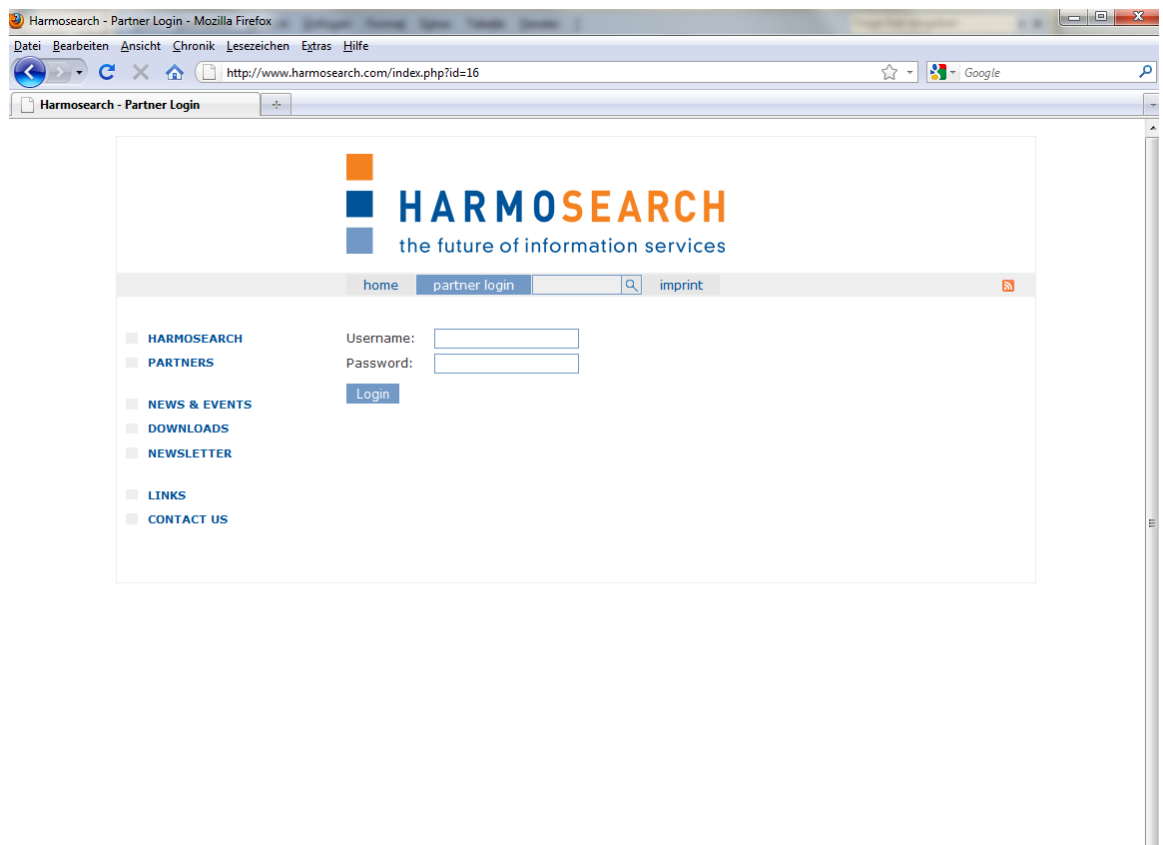 Harmosearch - Partner Login - Mozilla Firefox
Datei Bearbeiten Ansicht Chronik Lesezeichen Extras Hilfe
http://www.harmosearch.com/index.php?id=16
Google
Harmosearch - Partner Login
HARMOSEARCH
the future of information services
home partner login imprint
HARMOSEARCH
PARTNERS
NEWS & EVENTS
DOWNLOADS
NEWSLETTER
LINKS
CONTACT US
Username:
Password:
Login